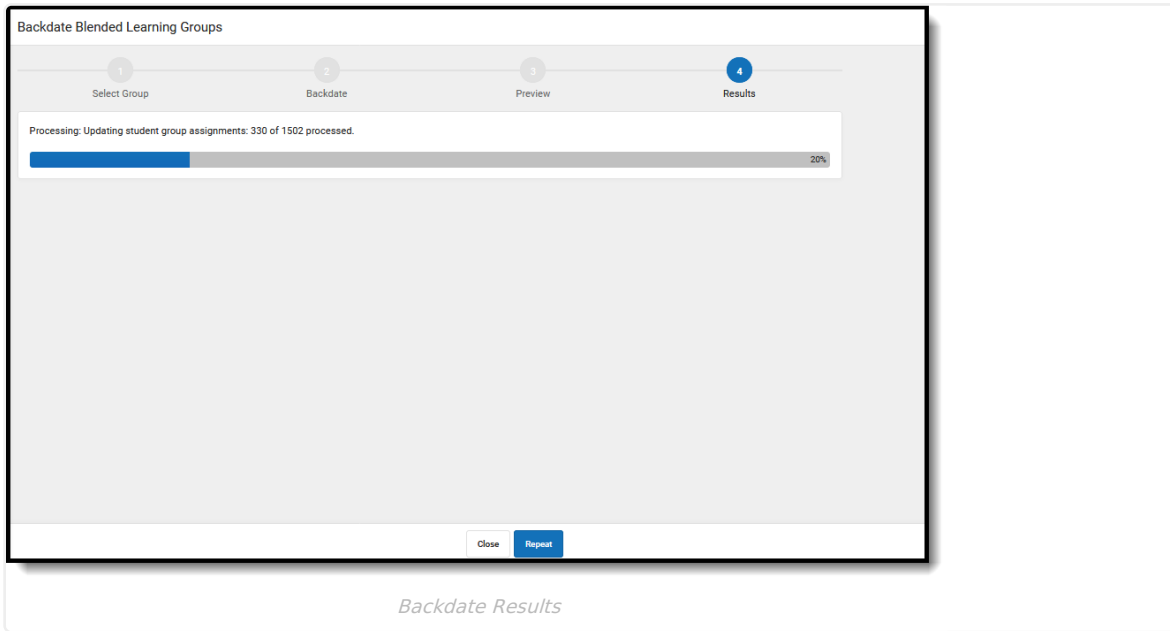 Backdate Blended Learning Groups
1 2 3 4
Select Group Backdate Preview Results
Processing: Updating student group assignments: 330 of 1502 processed.
20%
Close Repeat
Backdate Results